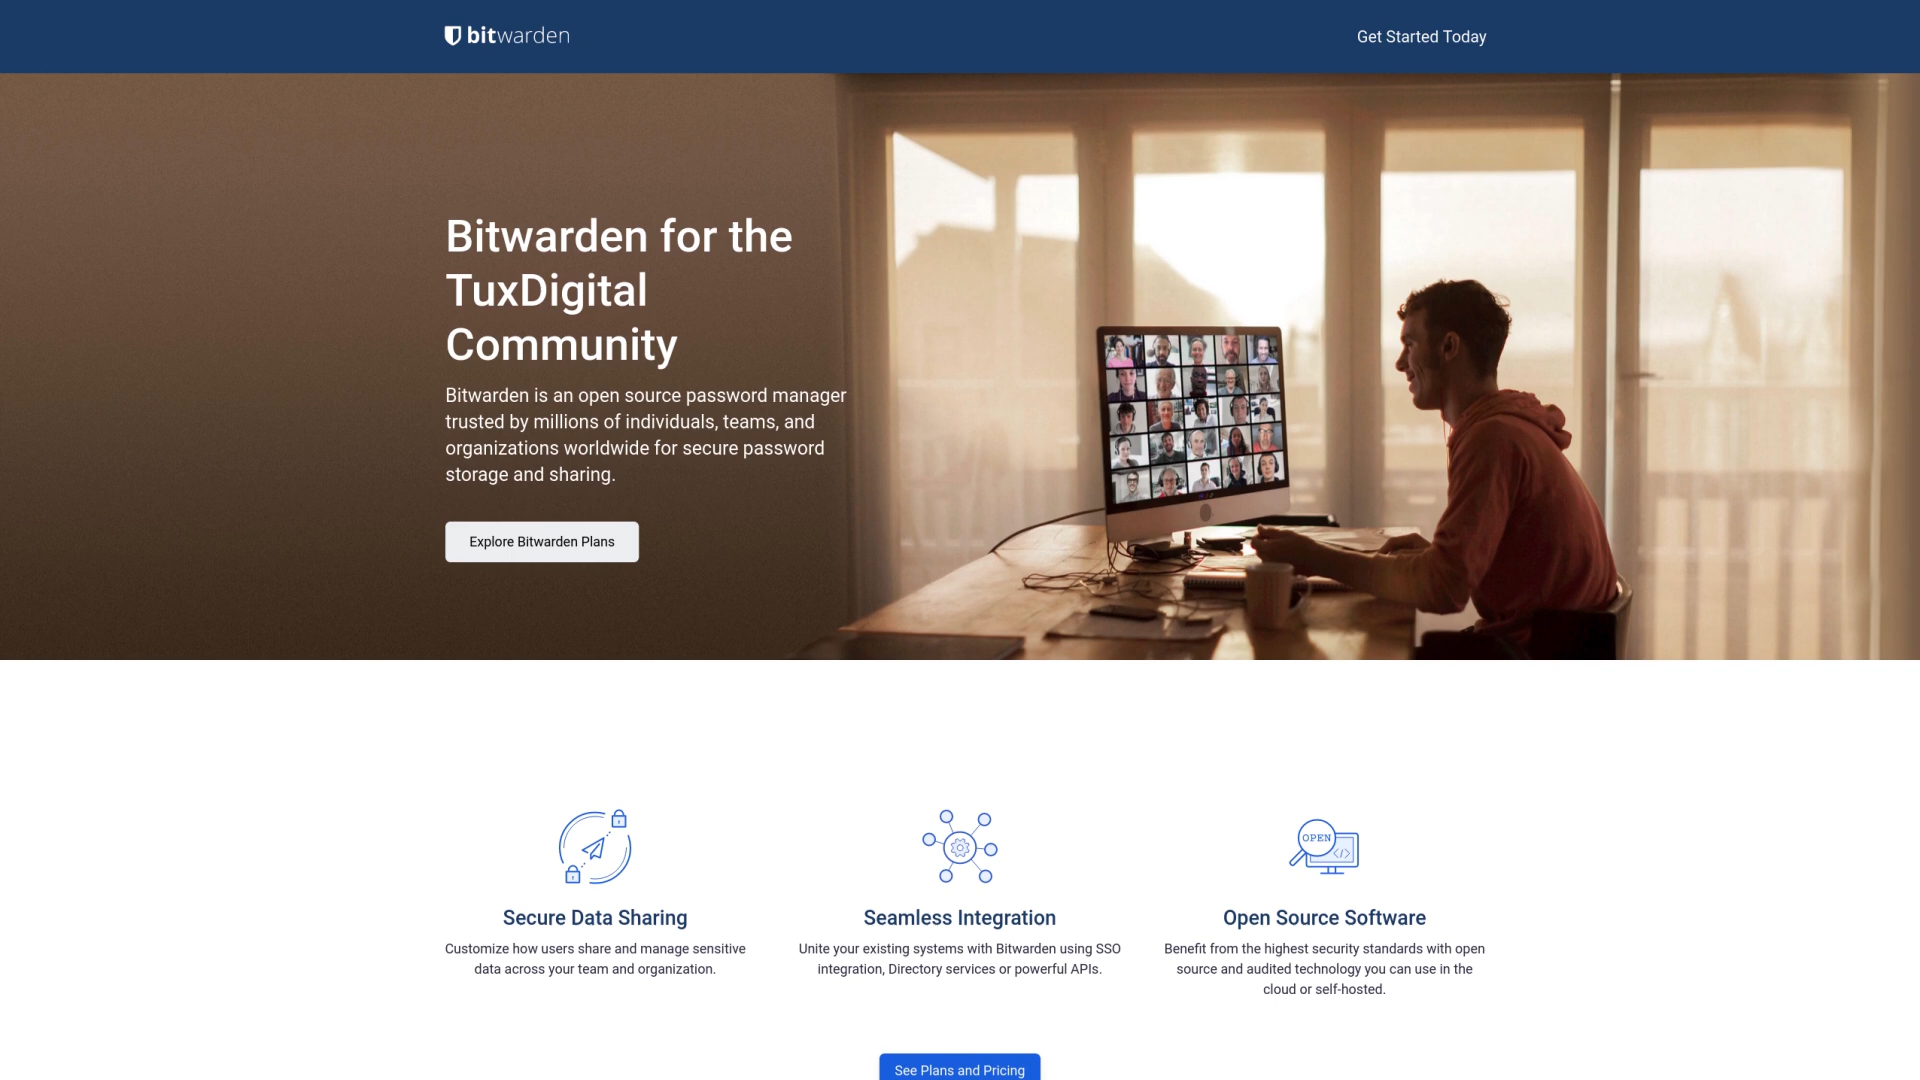 bitwarden
Get Started Today
Bitwarden for the
TuxDigital
Community
Bitwarden is an open source password manager
trusted by millions of individuals, teams, and
organizations worldwide for secure password
storage and sharing.
Explore Bitwarden Plans
OPEN
</>
Secure Data Sharing
Customize how users share and manage sensitive
data across your team and organization.
Seamless Integration
Unite your existing systems with Bitwarden using SSO
integration, Directory services or powerful APIs.
Open Source Software
Benefit from the highest security standards with open
source and audited technology you can use in the
cloud or self-hosted.
See Plans and Pricing